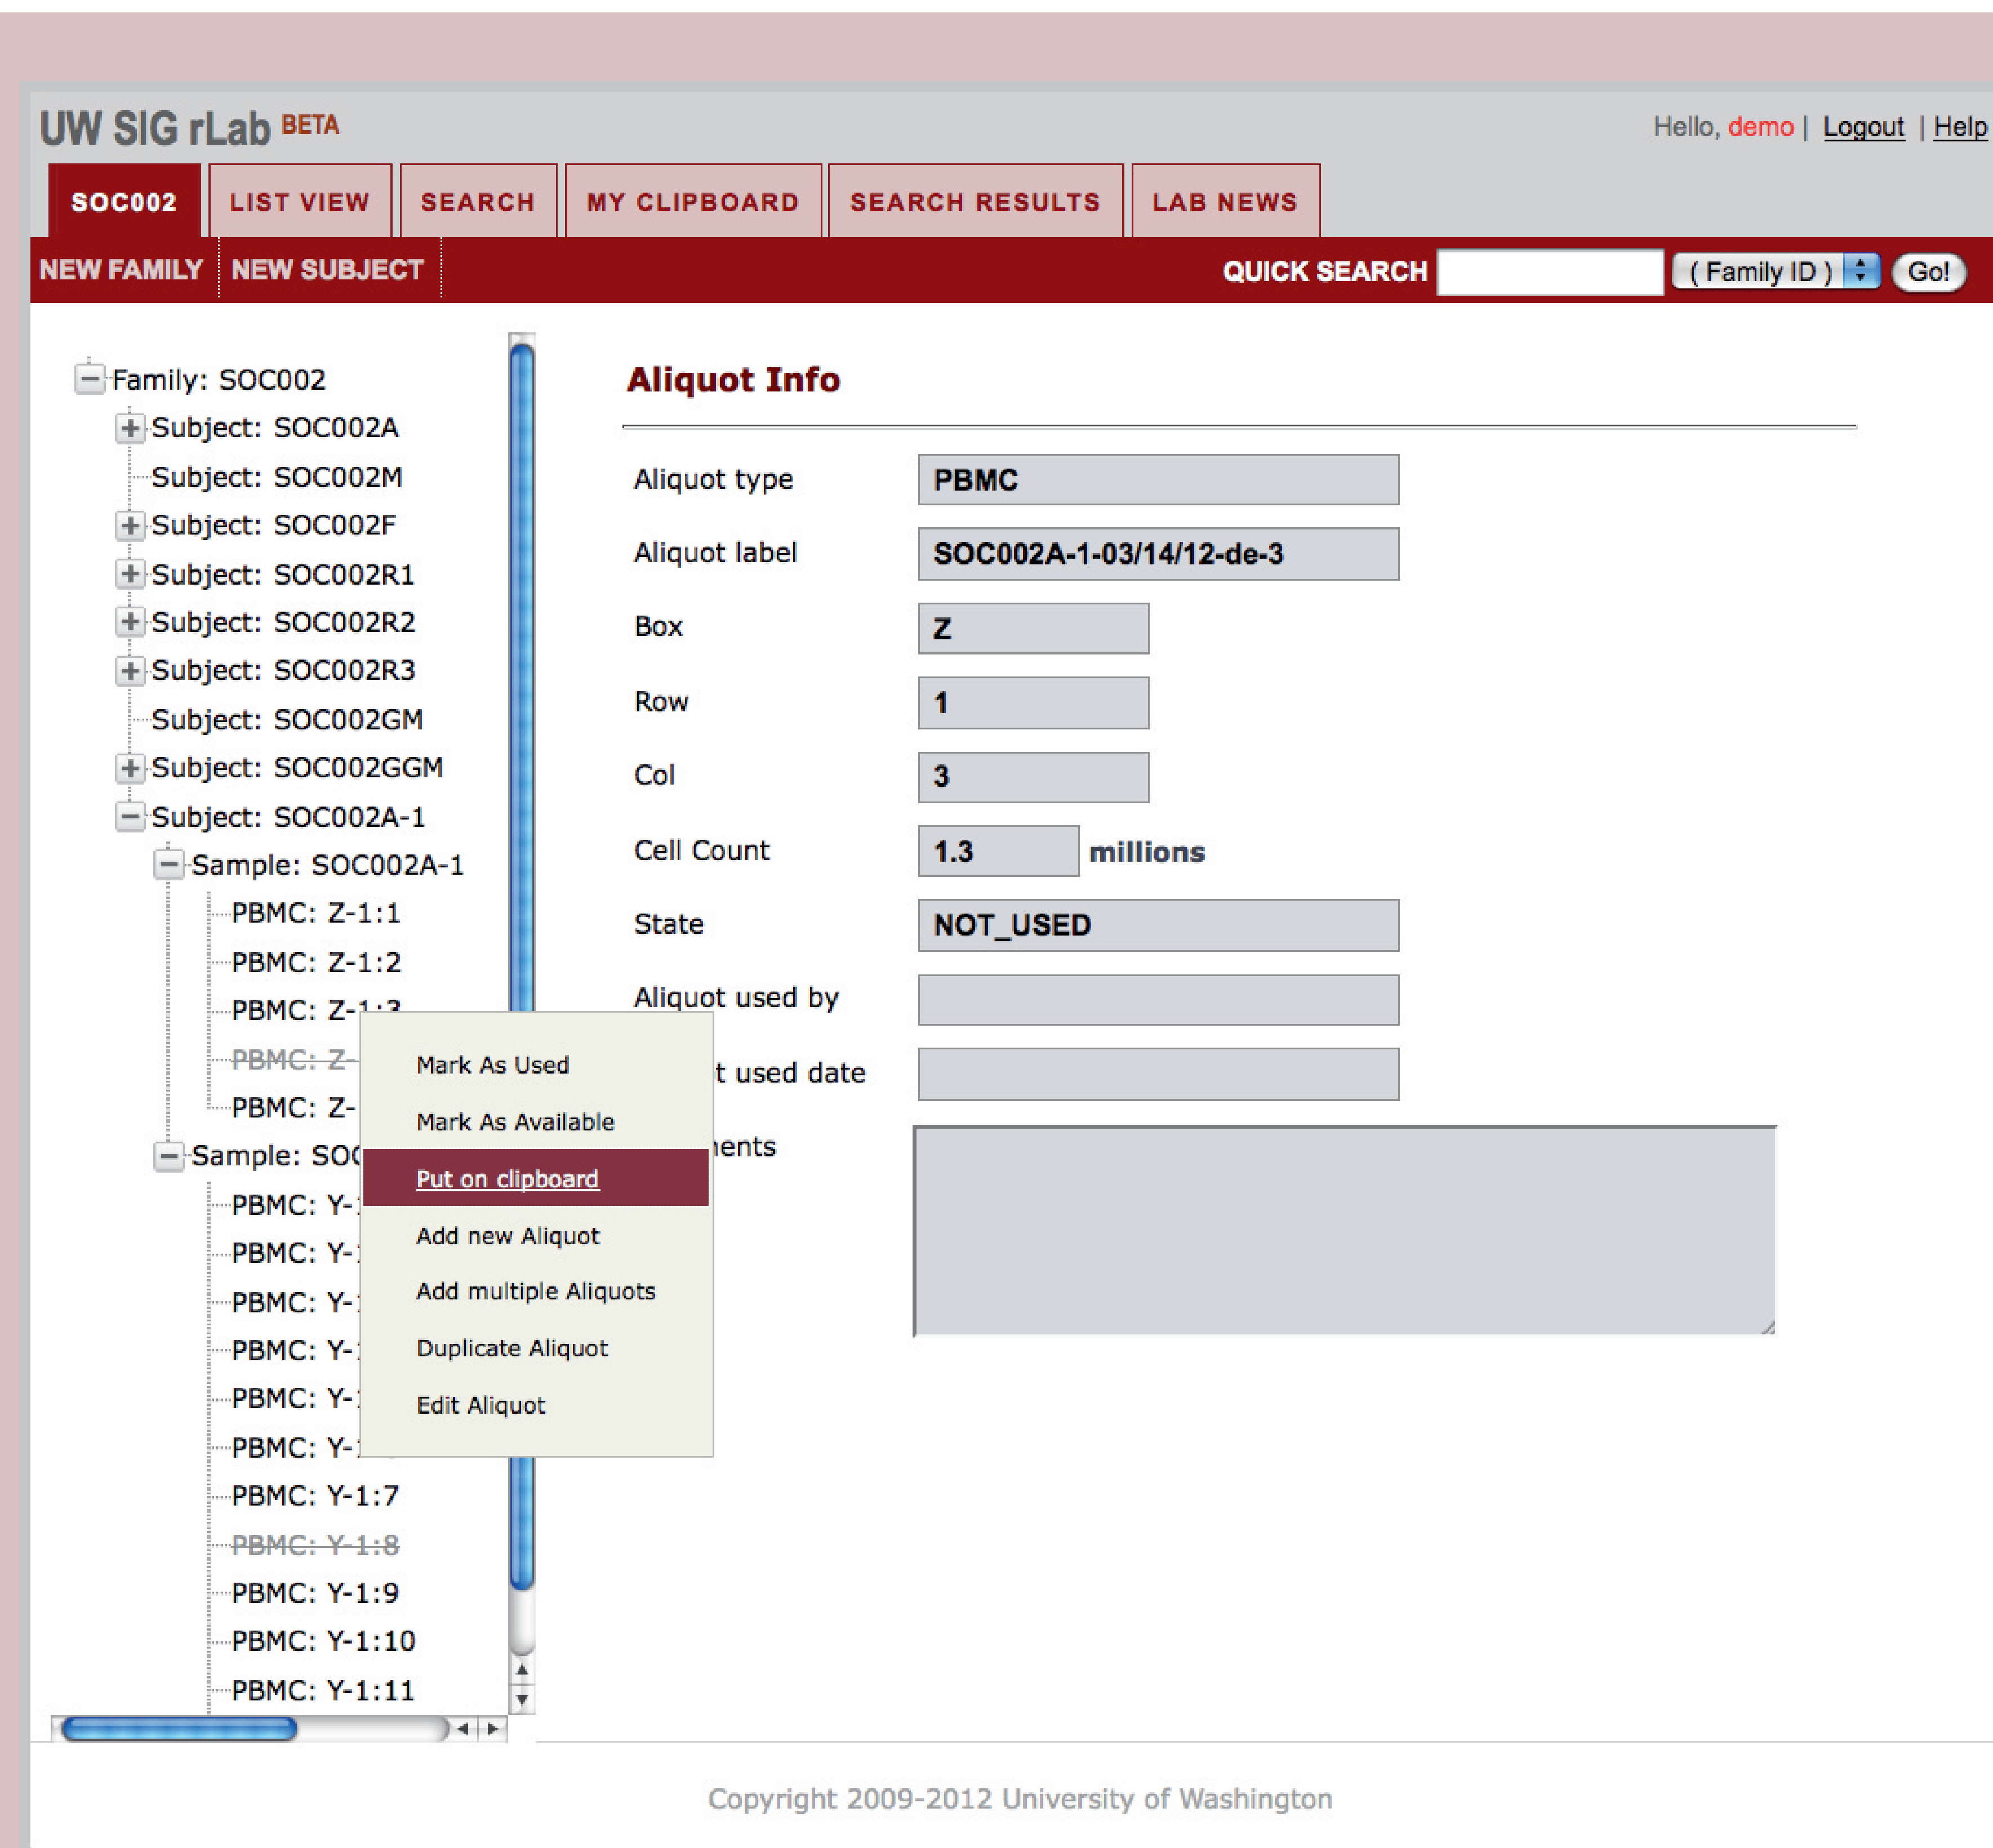 UW SIG rLab BETA
Hello, demo | Logout | Help
SOC002 LIST VIEW SEARCH MY CLIPBOARD SEARCH RESULTS LAB NEWS
NEW FAMILY NEW SUBJECT QUICK SEARCH ( Family ID ) Go!
Family: SOC002
Subject: SOC002A
Subject: SOC002M
Subject: SOC002F
Subject: SOC002R1
Subject: SOC002R2
Subject: SOC002R3
Subject: SOC002GM
Subject: SOC002GGM
Subject: SOC002A-1
Sample: SOC002A-1
PBMC: Z-1:1
PBMC: Z-1:2
PBMC: Z-1:3
PBMC: Z-
PBMC: Z-
Sample: SOC
PBMC: Y-1
PBMC: Y-1
PBMC: Y-1
PBMC: Y-1
PBMC: Y-1
PBMC: Y-1
PBMC: Y-1:7
PBMC: Y-1:8
PBMC: Y-1:9
PBMC: Y-1:10
PBMC: Y-1:11
Mark As Used
Mark As Available
Put on clipboard
Add new Aliquot
Add multiple Aliquots
Duplicate Aliquot
Edit Aliquot
Aliquot Info
Aliquot type PBMC
Aliquot label SOC002A-1-03/14/12-de-3
Box Z
Row 1
Col 3
Cell Count 1.3 millions
State NOT_USED
Aliquot used by
t used date
ents
Copyright 2009-2012 University of Washington